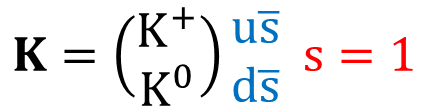 K = (K⁺ K⁰) us̅ ds̅ s = 1